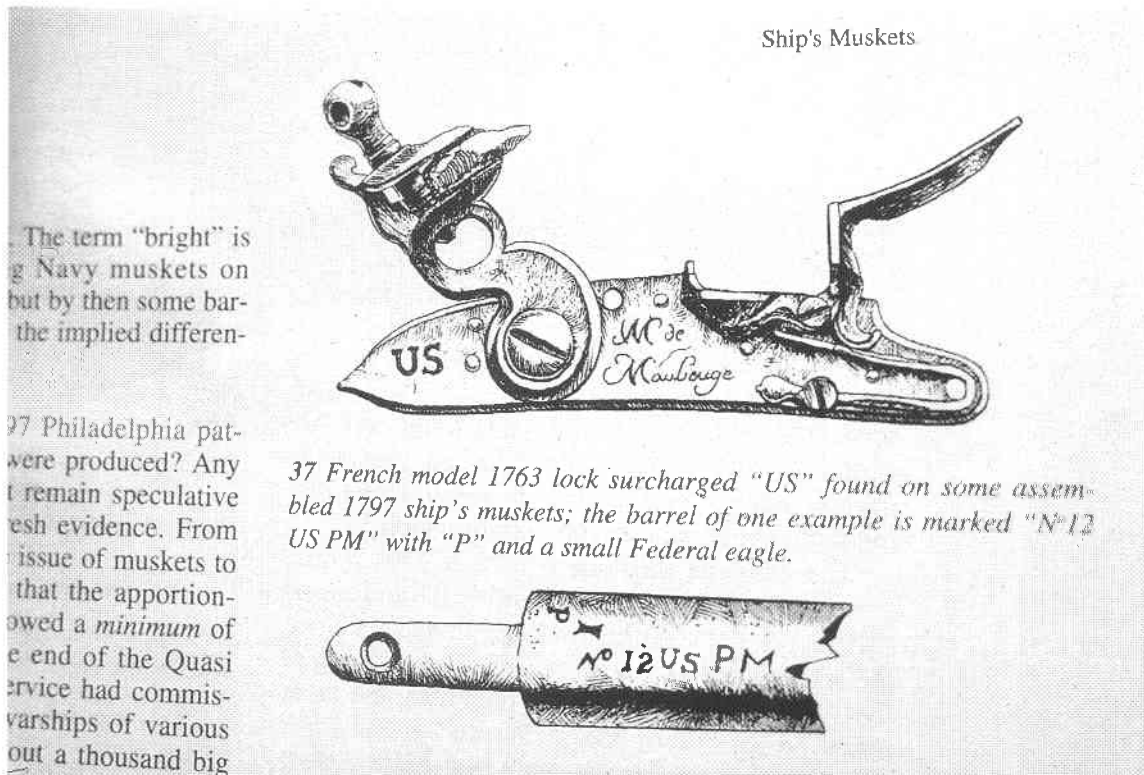 Ship's Muskets
. The term "bright" is
g Navy muskets on
but by then some bar-
the implied differen-
97 Philadelphia pat-
were produced? Any
t remain speculative
resh evidence. From
issue of muskets to
that the apportion-
owed a minimum of
e end of the Quasi
ervice had commis-
varships of various
out a thousand big
US
M de
Maubeuge
37 French model 1763 lock surcharged "US" found on some assem-
bled 1797 ship's muskets; the barrel of one example is marked "Nº12
US PM" with "P" and a small Federal eagle.
P
Nº 12 US PM